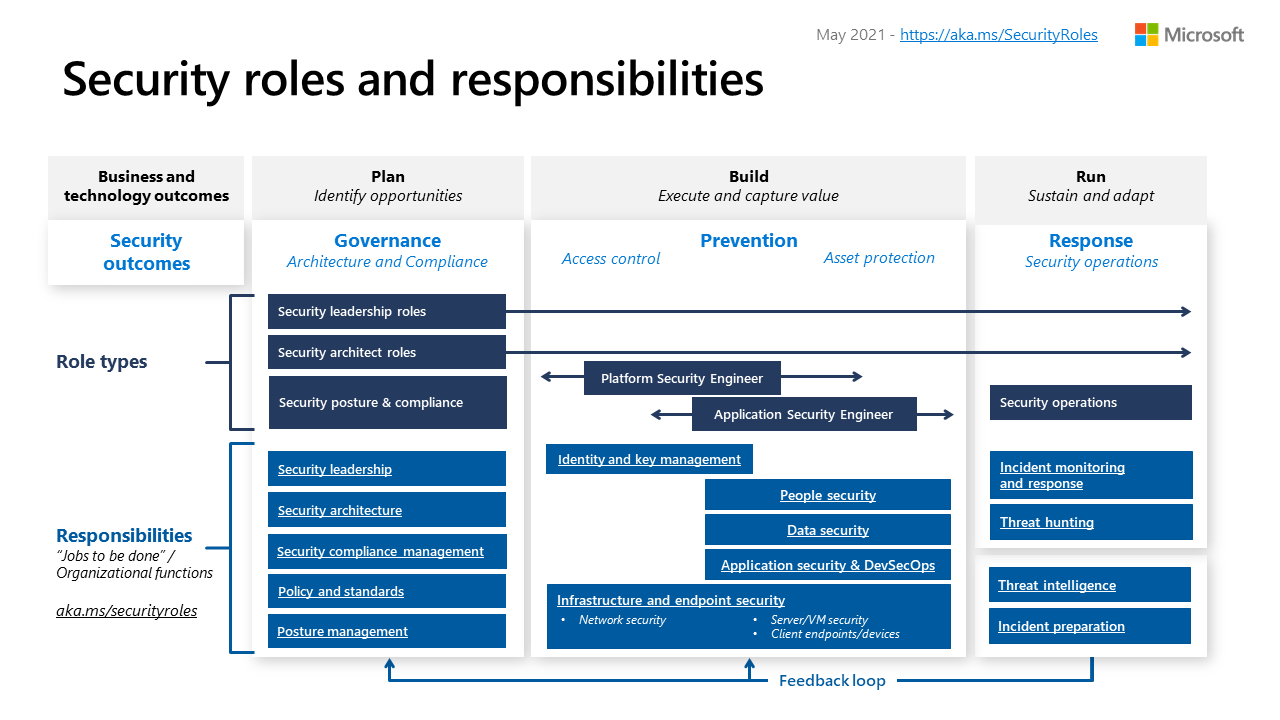 May 2021 - https://aka.ms/SecurityRoles
Microsoft
Security roles and responsibilities
Business and
technology outcomes
Plan
Identify opportunities
Build
Execute and capture value
Run
Sustain and adapt
Security
outcomes
Governance
Architecture and Compliance
Prevention
Access control
Asset protection
Response
Security operations
Role types
Security leadership roles
Security architect roles
Security posture & compliance
Platform Security Engineer
Application Security Engineer
Security operations
Responsibilities
“Jobs to be done” /
Organizational functions
aka.ms/securityroles
Security leadership
Security architecture
Security compliance management
Policy and standards
Posture management
Identity and key management
People security
Data security
Application security & DevSecOps
Infrastructure and endpoint security
• Network security
• Server/VM security
• Client endpoints/devices
Incident monitoring
and response
Threat hunting
Threat intelligence
Incident preparation
Feedback loop